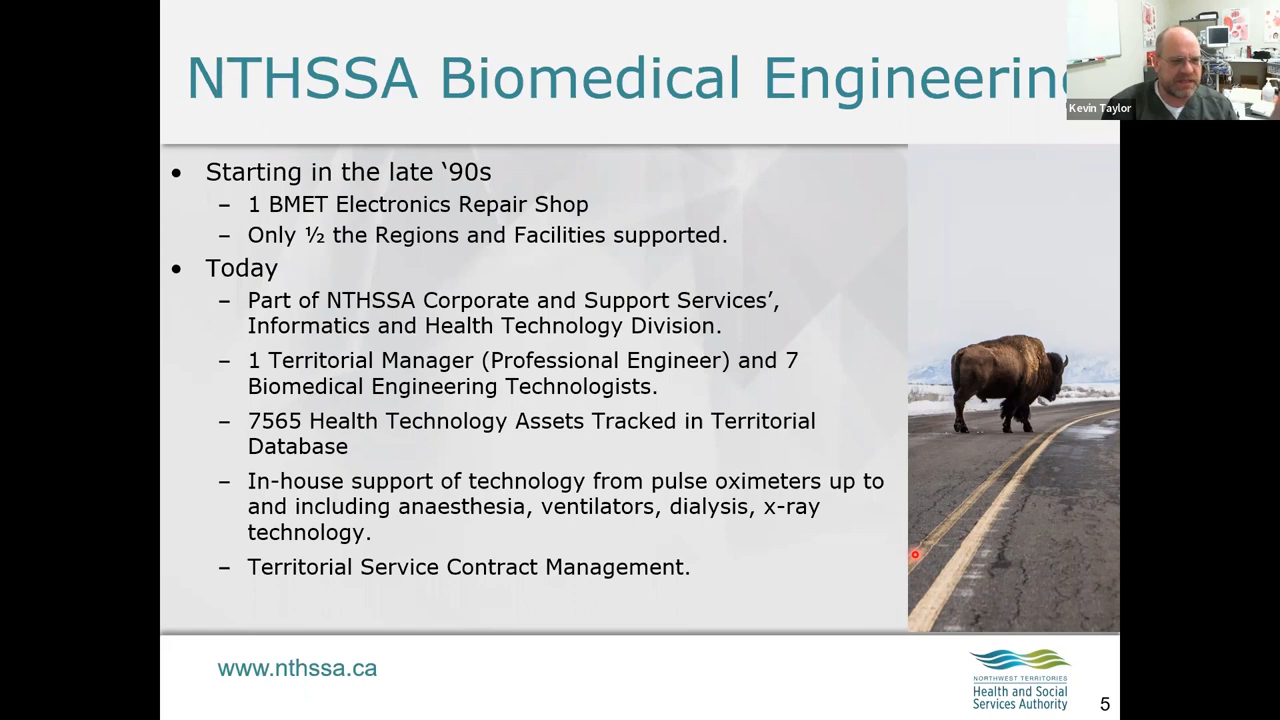 NTHSSA Biomedical Engineering
Kevin Taylor
• Starting in the late ‘90s
– 1 BMET Electronics Repair Shop
– Only ½ the Regions and Facilities supported.
• Today
– Part of NTHSSA Corporate and Support Services’,
Informatics and Health Technology Division.
– 1 Territorial Manager (Professional Engineer) and 7
Biomedical Engineering Technologists.
– 7565 Health Technology Assets Tracked in Territorial
Database
– In-house support of technology from pulse oximeters up to
and including anaesthesia, ventilators, dialysis, x-ray
technology.
– Territorial Service Contract Management.
www.nthssa.ca
NORTHWEST TERRITORIES
Health and Social
Services Authority
5